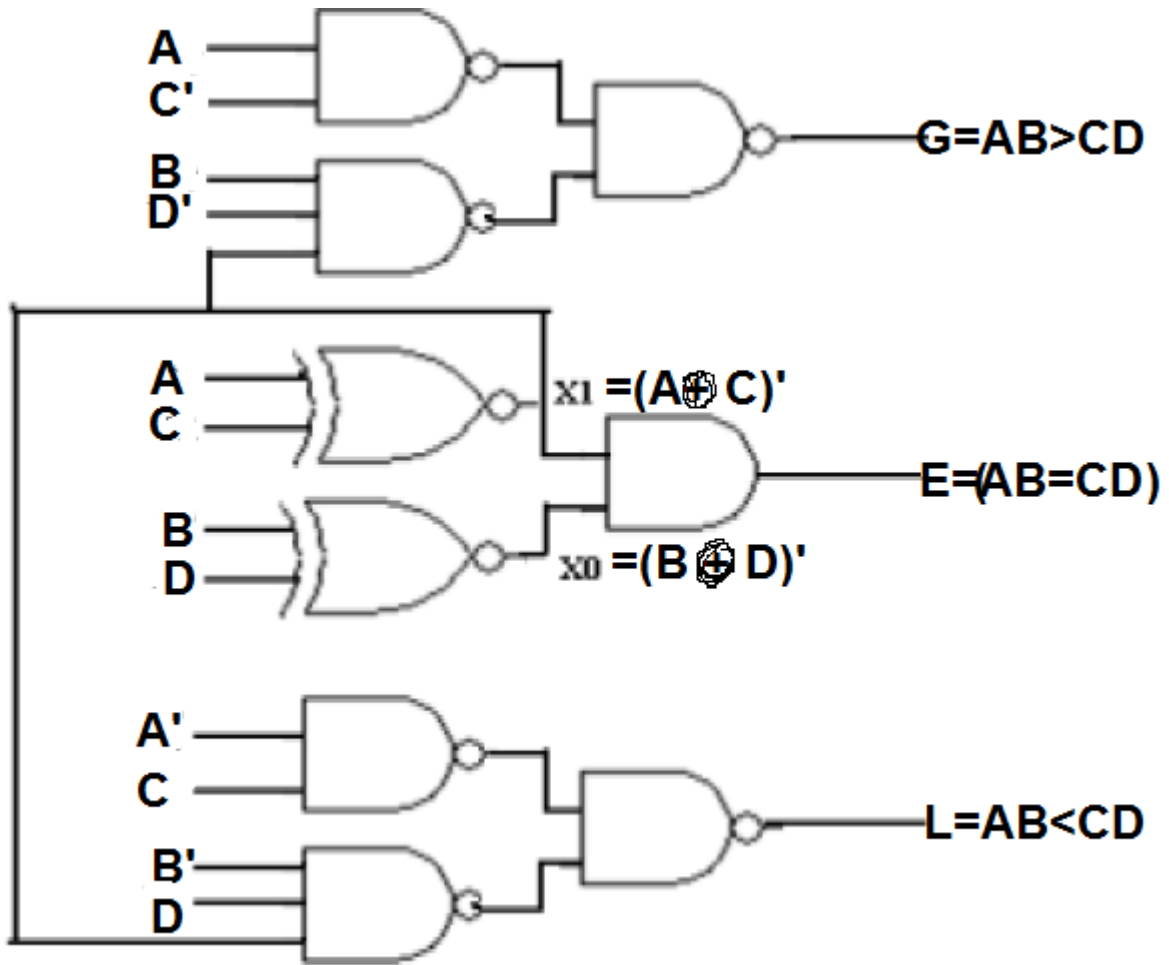 A
C'
G=AB>CD
B
D'
A
C
X1 =(A⊕C)'
E=(AB=CD)
B
D
X0 =(B⊕D)'
A'
C
L=AB<CD
B'
D